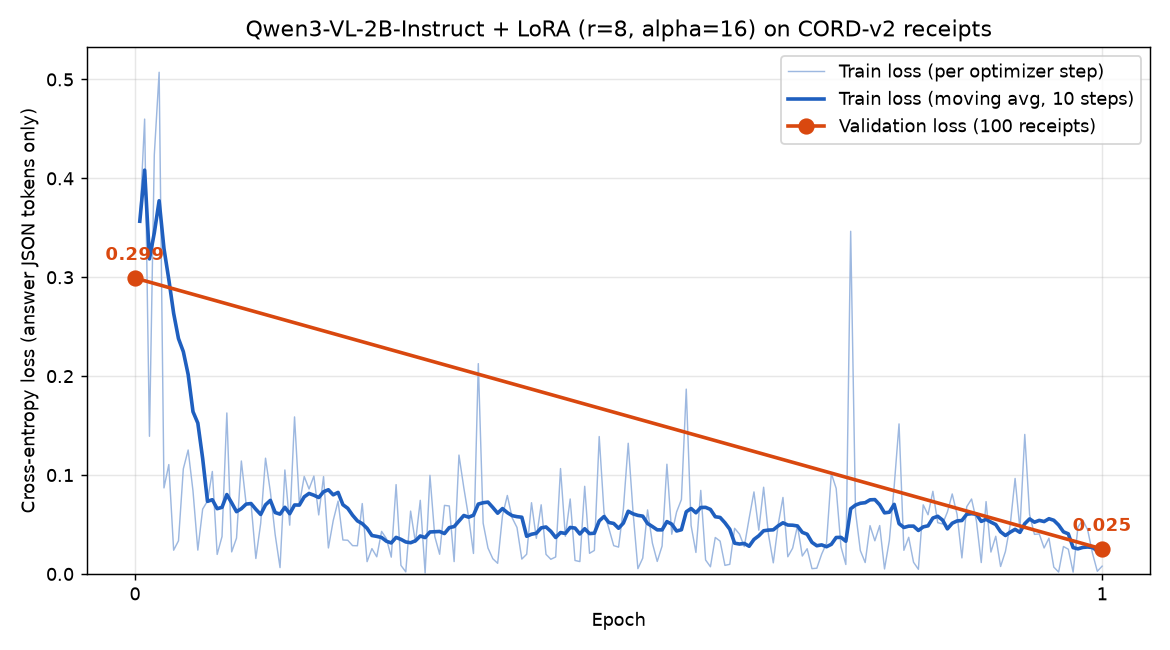 Qwen3-VL-2B-Instruct + LoRA (r=8, alpha=16) on CORD-v2 receipts
Train loss (per optimizer step)
Train loss (moving avg, 10 steps)
Validation loss (100 receipts)
Cross-entropy loss (answer JSON tokens only)
0.5
0.4
0.3
0.2
0.1
0.0
0.299
0.025
0
1
Epoch